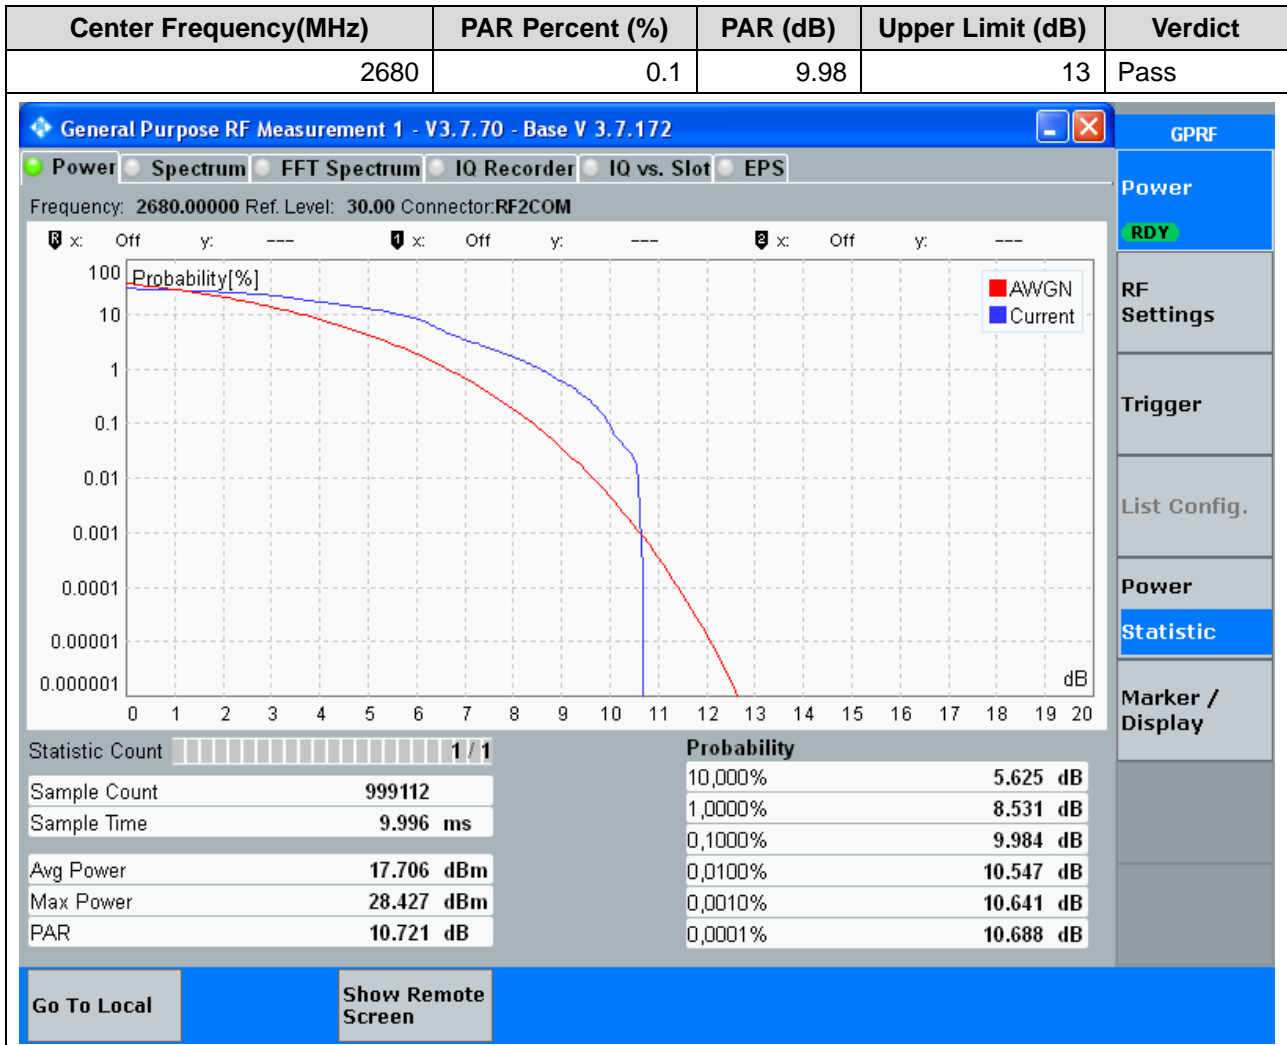 Center Frequency(MHz) PAR Percent (%) PAR (dB) Upper Limit (dB) Verdict
2680 0.1 9.98 13 Pass
General Purpose RF Measurement 1 - V3.7.70 - Base V 3.7.172
GPRF
Power Spectrum FFT Spectrum IQ Recorder IQ vs. Slot EPS
Frequency: 2680.00000 Ref. Level: 30.00 Connector:RF2COM
R x: Off y: --- 1 x: Off y: --- 2 x: Off y: ---
Probability[%]
100
10
1
0.1
0.01
0.001
0.0001
0.00001
0.000001
AWGN
Current
dB
0 1 2 3 4 5 6 7 8 9 10 11 12 13 14 15 16 17 18 19 20
Power
RDY
RF
Settings
Trigger
List Config.
Power
Statistic
Marker /
Display
Statistic Count 1 / 1
Sample Count 999112
Sample Time 9.996 ms
Avg Power 17.706 dBm
Max Power 28.427 dBm
PAR 10.721 dB
Probability
10,000% 5.625 dB
1,0000% 8.531 dB
0,1000% 9.984 dB
0,0100% 10.547 dB
0,0010% 10.641 dB
0,0001% 10.688 dB
Go To Local
Show Remote
Screen